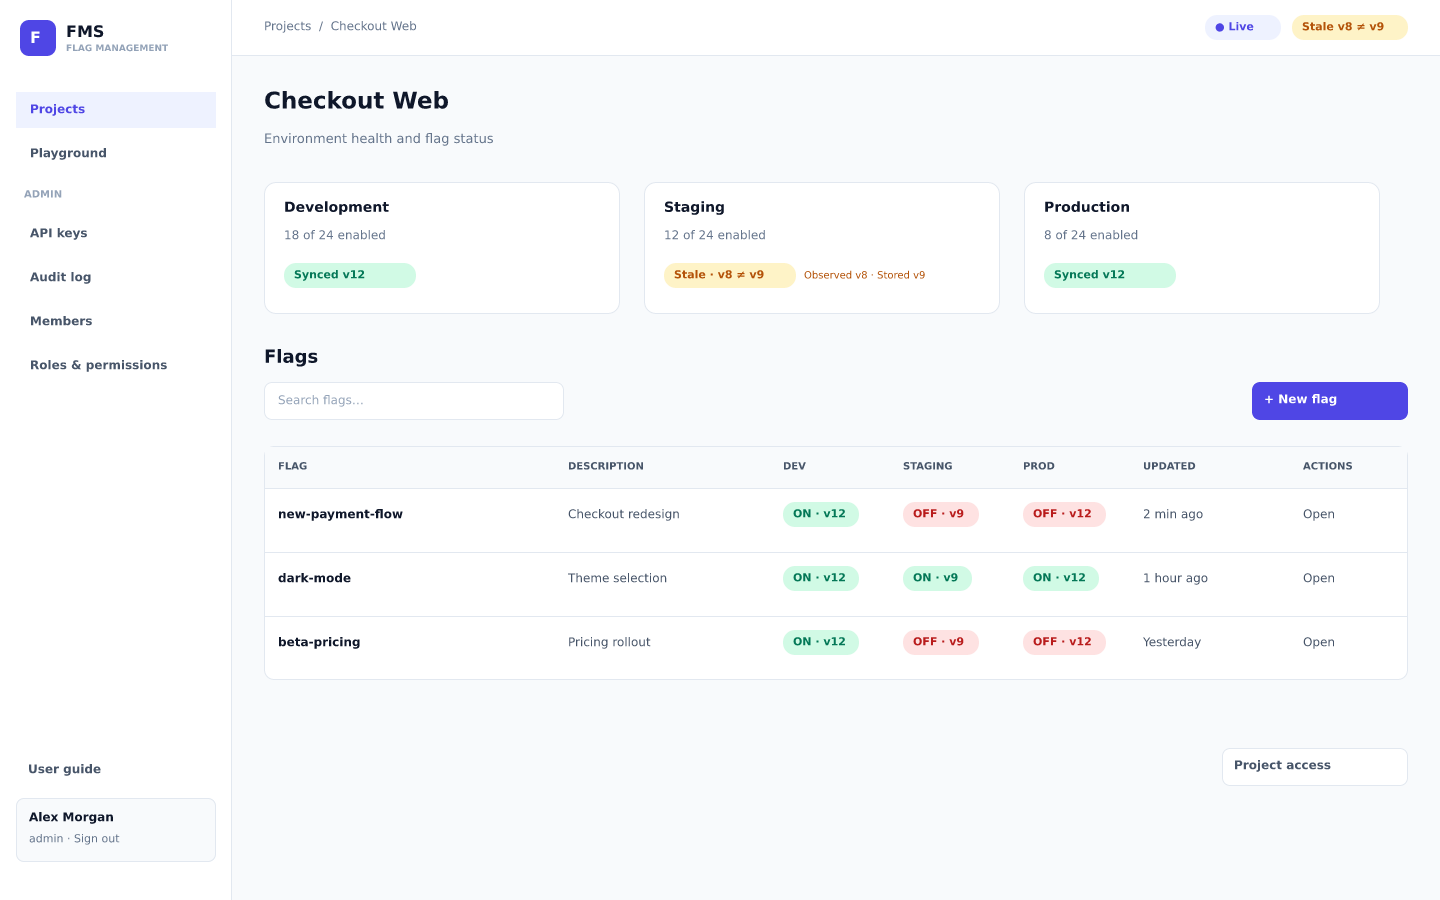 F
FMS
FLAG MANAGEMENT
Projects
Playground
ADMIN
API keys
Audit log
Members
Roles & permissions
User guide
Alex Morgan
admin · Sign out
Projects / Checkout Web
● Live
Stale v8 ≠ v9
Checkout Web
Environment health and flag status
Development
18 of 24 enabled
Synced v12
Staging
12 of 24 enabled
Stale · v8 ≠ v9 Observed v8 · Stored v9
Production
8 of 24 enabled
Synced v12
Flags
Search flags...
+ New flag
FLAG DESCRIPTION DEV STAGING PROD UPDATED ACTIONS
new-payment-flow Checkout redesign ON · v12 OFF · v9 OFF · v12 2 min ago Open
dark-mode Theme selection ON · v12 ON · v9 ON · v12 1 hour ago Open
beta-pricing Pricing rollout ON · v12 OFF · v9 OFF · v12 Yesterday Open
Project access